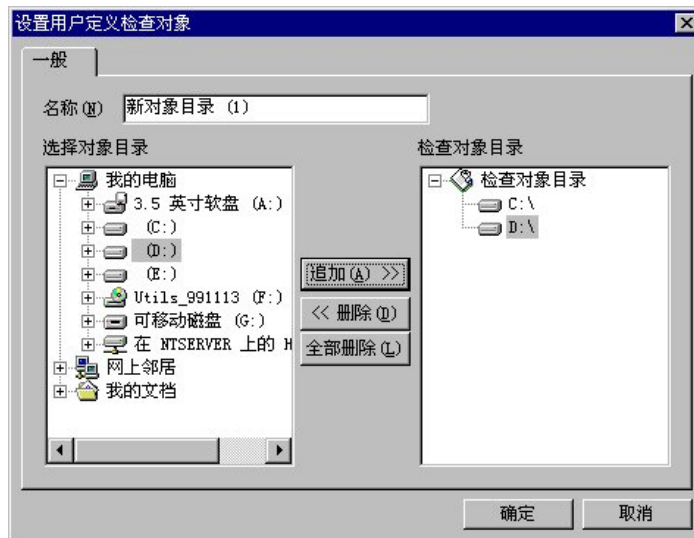 设置用户定义检查对象
一般
名称(N) 新对象目录 (1)
选择对象目录
我的电脑
3.5 英寸软盘 (A:)
(C:)
(D:)
(E:)
Utils_991113 (F:)
可移动磁盘 (G:)
在 NTSERVER 上的 H
网上邻居
我的文档
追加(A) >>
<< 删除(D)
全部删除(L)
检查对象目录
检查对象目录
C:\
D:\
确定
取消